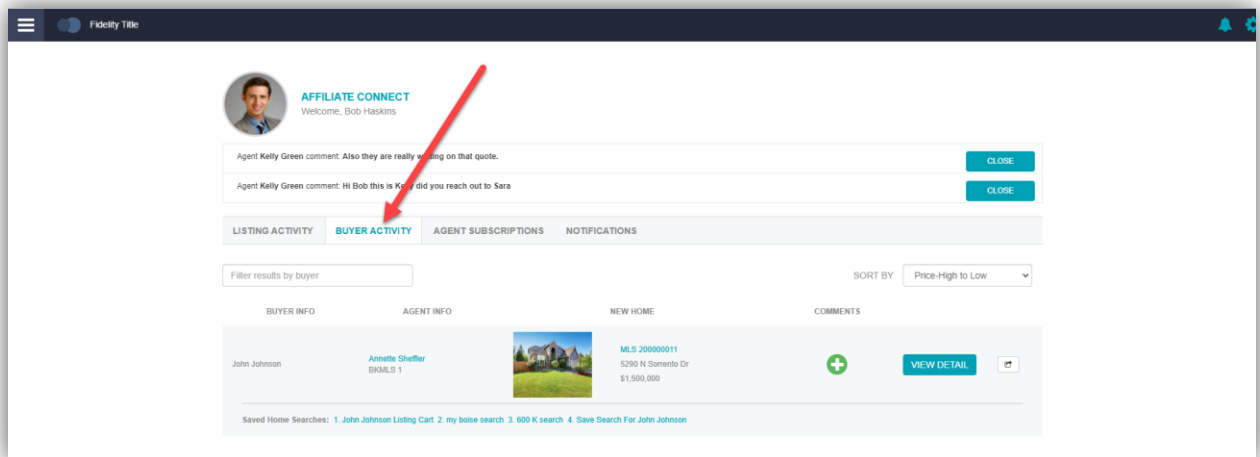 Fidelity Title
AFFILIATE CONNECT
Welcome, Bob Haskins
Agent Kelly Green comment: Also they are really on that quote.
CLOSE
Agent Kelly Green comment: Hi Bob this is did you reach out to Sara
CLOSE
LISTING ACTIVITY BUYER ACTIVITY AGENT SUBSCRIPTIONS NOTIFICATIONS
Filter results by buyer
SORT BY Price-High to Low
BUYER INFO AGENT INFO NEW HOME COMMENTS
John Johnson
Annette Sheffler
BKMLS 1
MLS 200000011
5290 N Sorrento Dr
$1,500,000
VIEW DETAIL
Saved Home Searches: 1. John Johnson Listing Cart 2. my boise search 3. 600 K search 4. Save Search For John Johnson